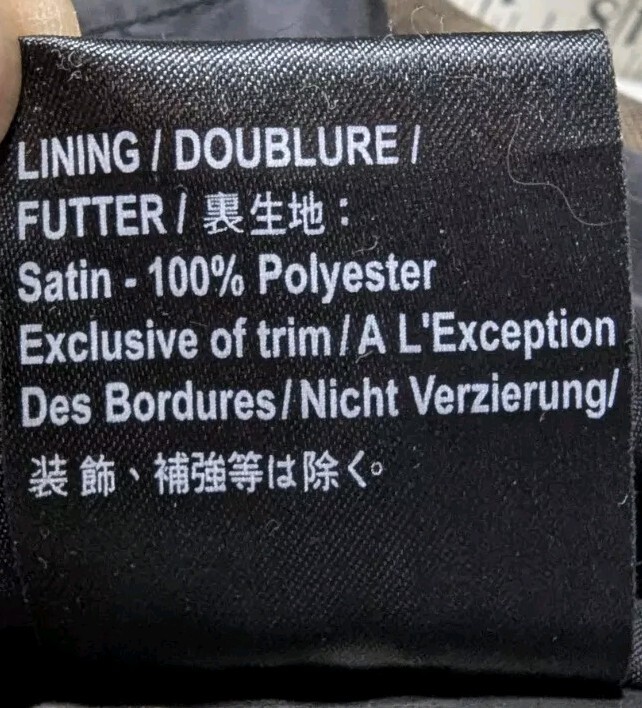 LINING / DOUBLURE /
FUTTER / 裏生地：
Satin - 100% Polyester
Exclusive of trim / A L'Exception
Des Bordures / Nicht Verzierung/
装飾、補強等は除く。